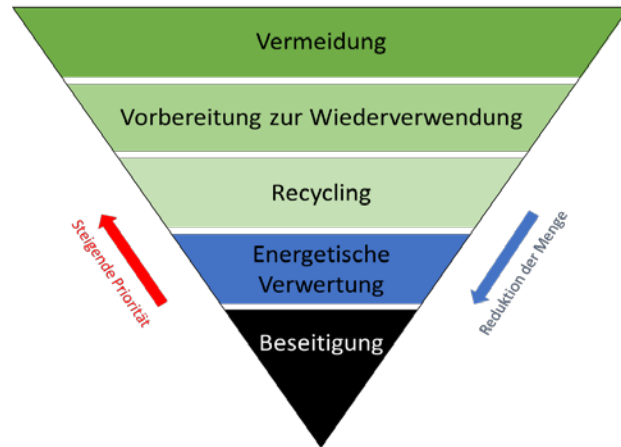 Vermeidung
Vorbereitung zur Wiederverwendung
Recycling
Steigende Priorität
Reduktion der Menge
Energetische
Verwertung
Beseitigung